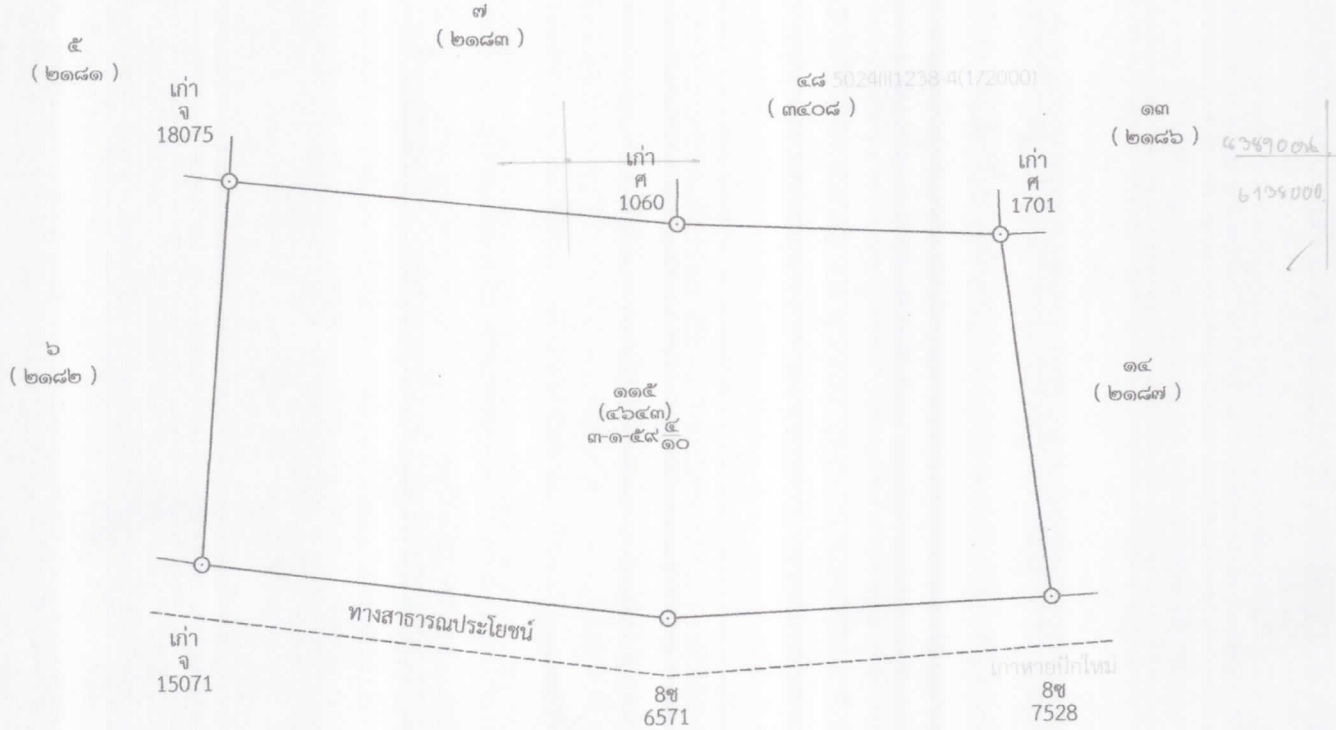 ๗
( ๒๑๘๓ )
๕
( ๒๑๘๑ )
เก่า
จ
18075
๔๘ 5024III1238-4(1/2000)
( ๓๔๐๘ )
๑๓
( ๒๑๘๖ )
เก่า
ศ
1060
เก่า
ศ
1701
๖
( ๒๑๘๒ )
๑๑๕
(๔๖๔๓)
๓-๑-๕๙ ๕/๑๐
๑๔
( ๒๑๘๗ )
ทางสาธารณประโยชน์
เก่า
จ
15071
8ช
6571
8ช
7528